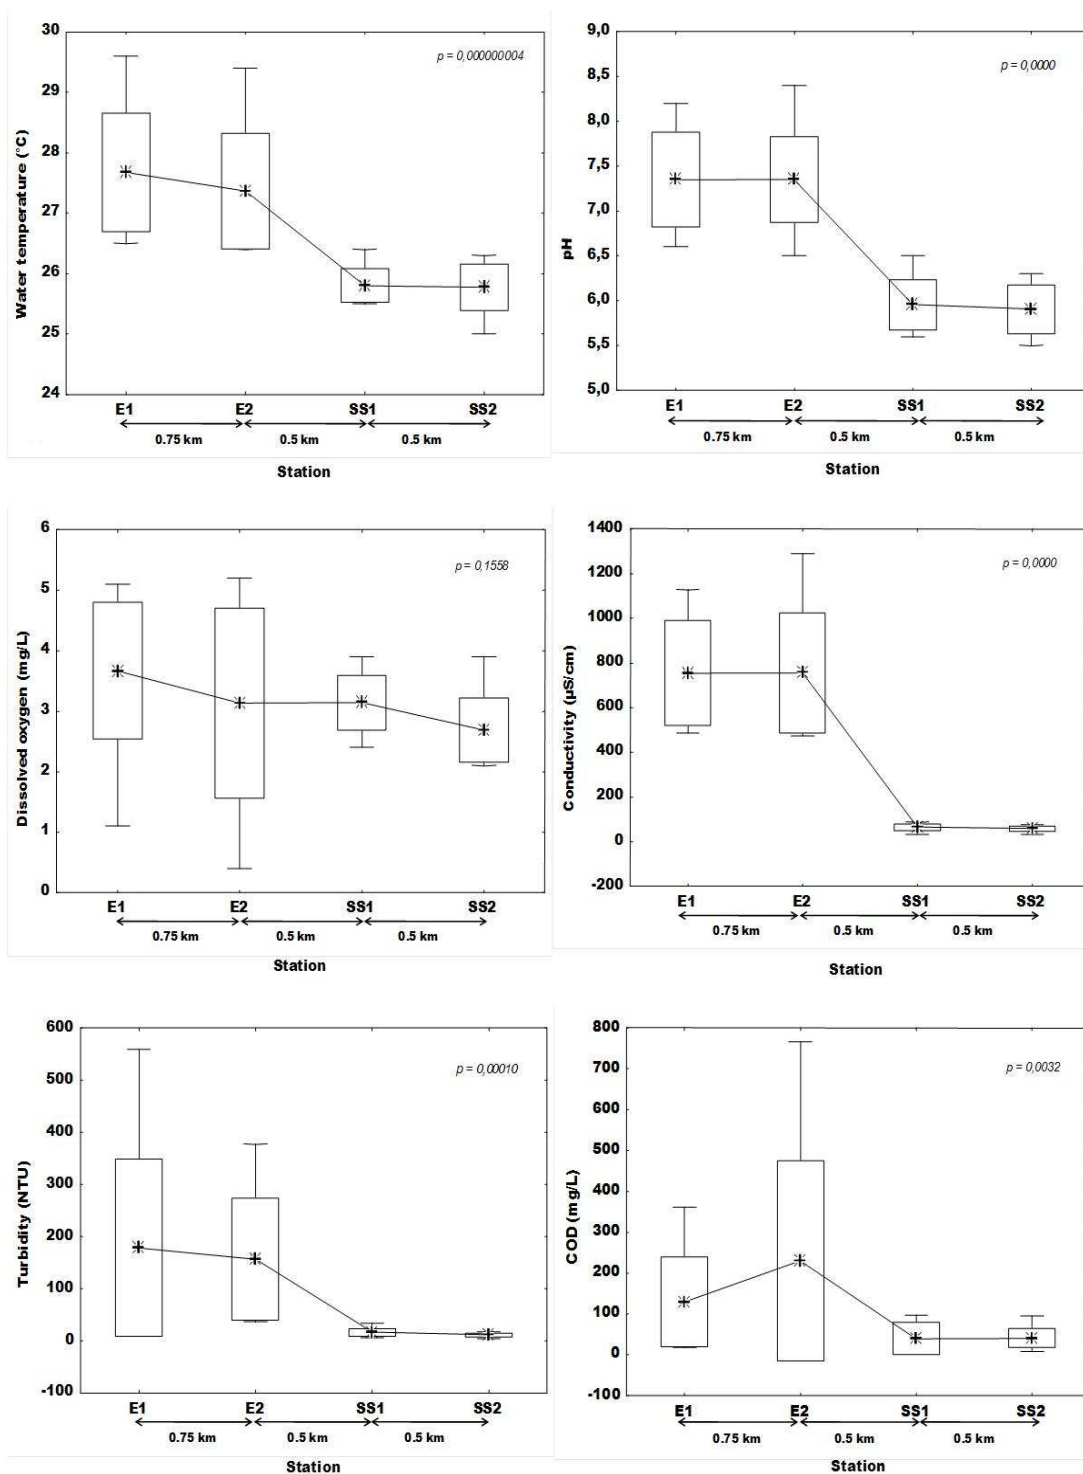 30
29
28
27
26
25
24
Water temperature (°C)
p = 0,000000004
E1 E2 SS1 SS2
0.75 km 0.5 km 0.5 km
Station
9,0
8,5
8,0
7,5
7,0
6,5
6,0
5,5
5,0
pH
p = 0,0000
E1 E2 SS1 SS2
0.75 km 0.5 km 0.5 km
Station
6
5
4
3
2
1
0
Dissolved oxygen (mg/L)
p = 0,1558
E1 E2 SS1 SS2
0.75 km 0.5 km 0.5 km
Station
1400
1200
1000
800
600
400
200
0
-200
Conductivity (µS/cm)
p = 0,0000
E1 E2 SS1 SS2
0.75 km 0.5 km 0.5 km
Station
600
500
400
300
200
100
0
-100
Turbidity (NTU)
p = 0,00010
E1 E2 SS1 SS2
0.75 km 0.5 km 0.5 km
Station
800
700
600
500
400
300
200
100
0
-100
COD (mg/L)
p = 0,0032
E1 E2 SS1 SS2
0.75 km 0.5 km 0.5 km
Station